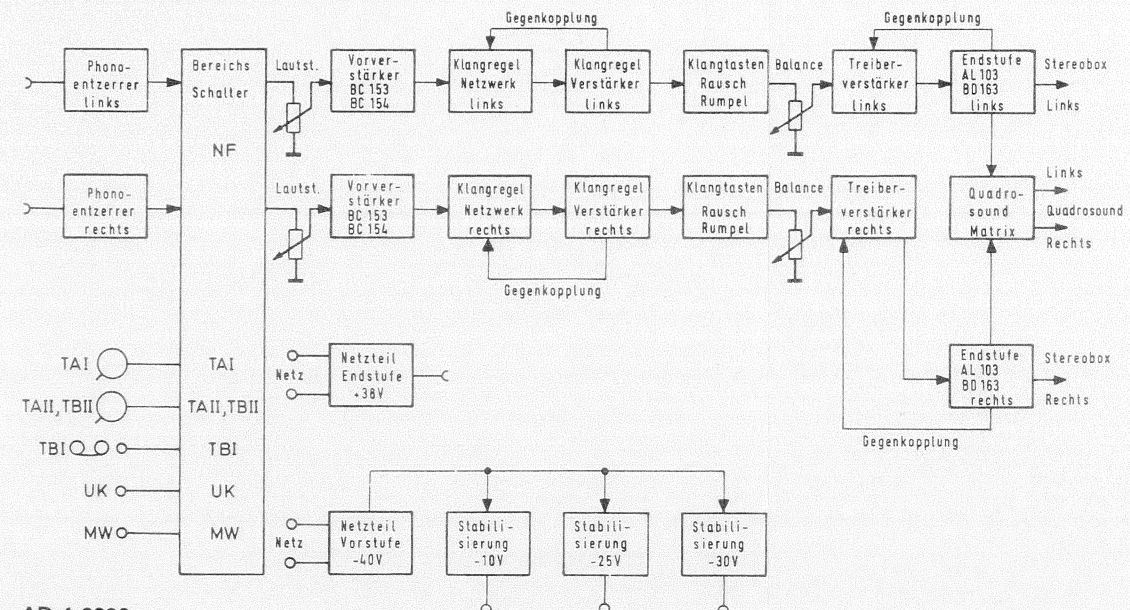 Gegenkopplung
Gegenkopplung
Phono-
entzerrer
links
Bereichs
Schalter
NF
Lautst.
Vorver-
stärker
BC 153
BC 154
Klangregel
Netzwerk
links
Klangregel
Verstärker
links
Klangtasten
Rausch
Rumpel
Balance
Treiber-
verstärker
links
Endstufe
AL 103
BD 163
links
Stereobox
Links
Phono-
entzerrer
rechts
Lautst.
Vorver-
stärker
BC 153
BC 154
Klangregel
Netzwerk
rechts
Klangregel
Verstärker
rechts
Klangtasten
Rausch
Rumpel
Balance
Treiber-
verstärker
rechts
Quadro-
sound
Matrix
Links
Quadrosound
Rechts
Gegenkopplung
TAI
TAI
Netz
Netzteil
Endstufe
+38V
Endstufe
AL 103
BD 163
rechts
Stereobox
Rechts
TAII,TBII
TAII,TBII
Gegenkopplung
TBI
TBI
UK
UK
MW
MW
Netz
Netzteil
Vorstufe
-40V
Stabili-
sierung
-10V
Stabili-
sierung
-25V
Stabili-
sierung
-30V